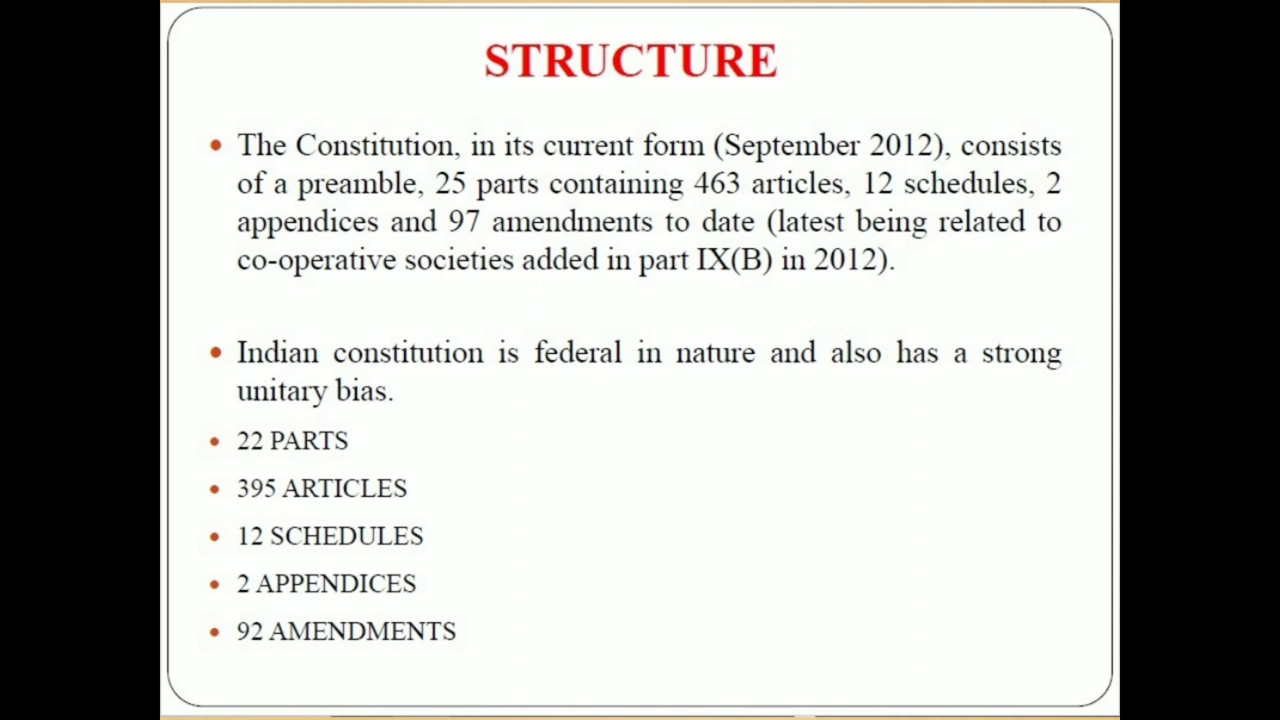 STRUCTURE
• The Constitution, in its current form (September 2012), consists
of a preamble, 25 parts containing 463 articles, 12 schedules, 2
appendices and 97 amendments to date (latest being related to
co-operative societies added in part IX(B) in 2012).
• Indian constitution is federal in nature and also has a strong
unitary bias.
• 22 PARTS
• 395 ARTICLES
• 12 SCHEDULES
• 2 APPENDICES
• 92 AMENDMENTS